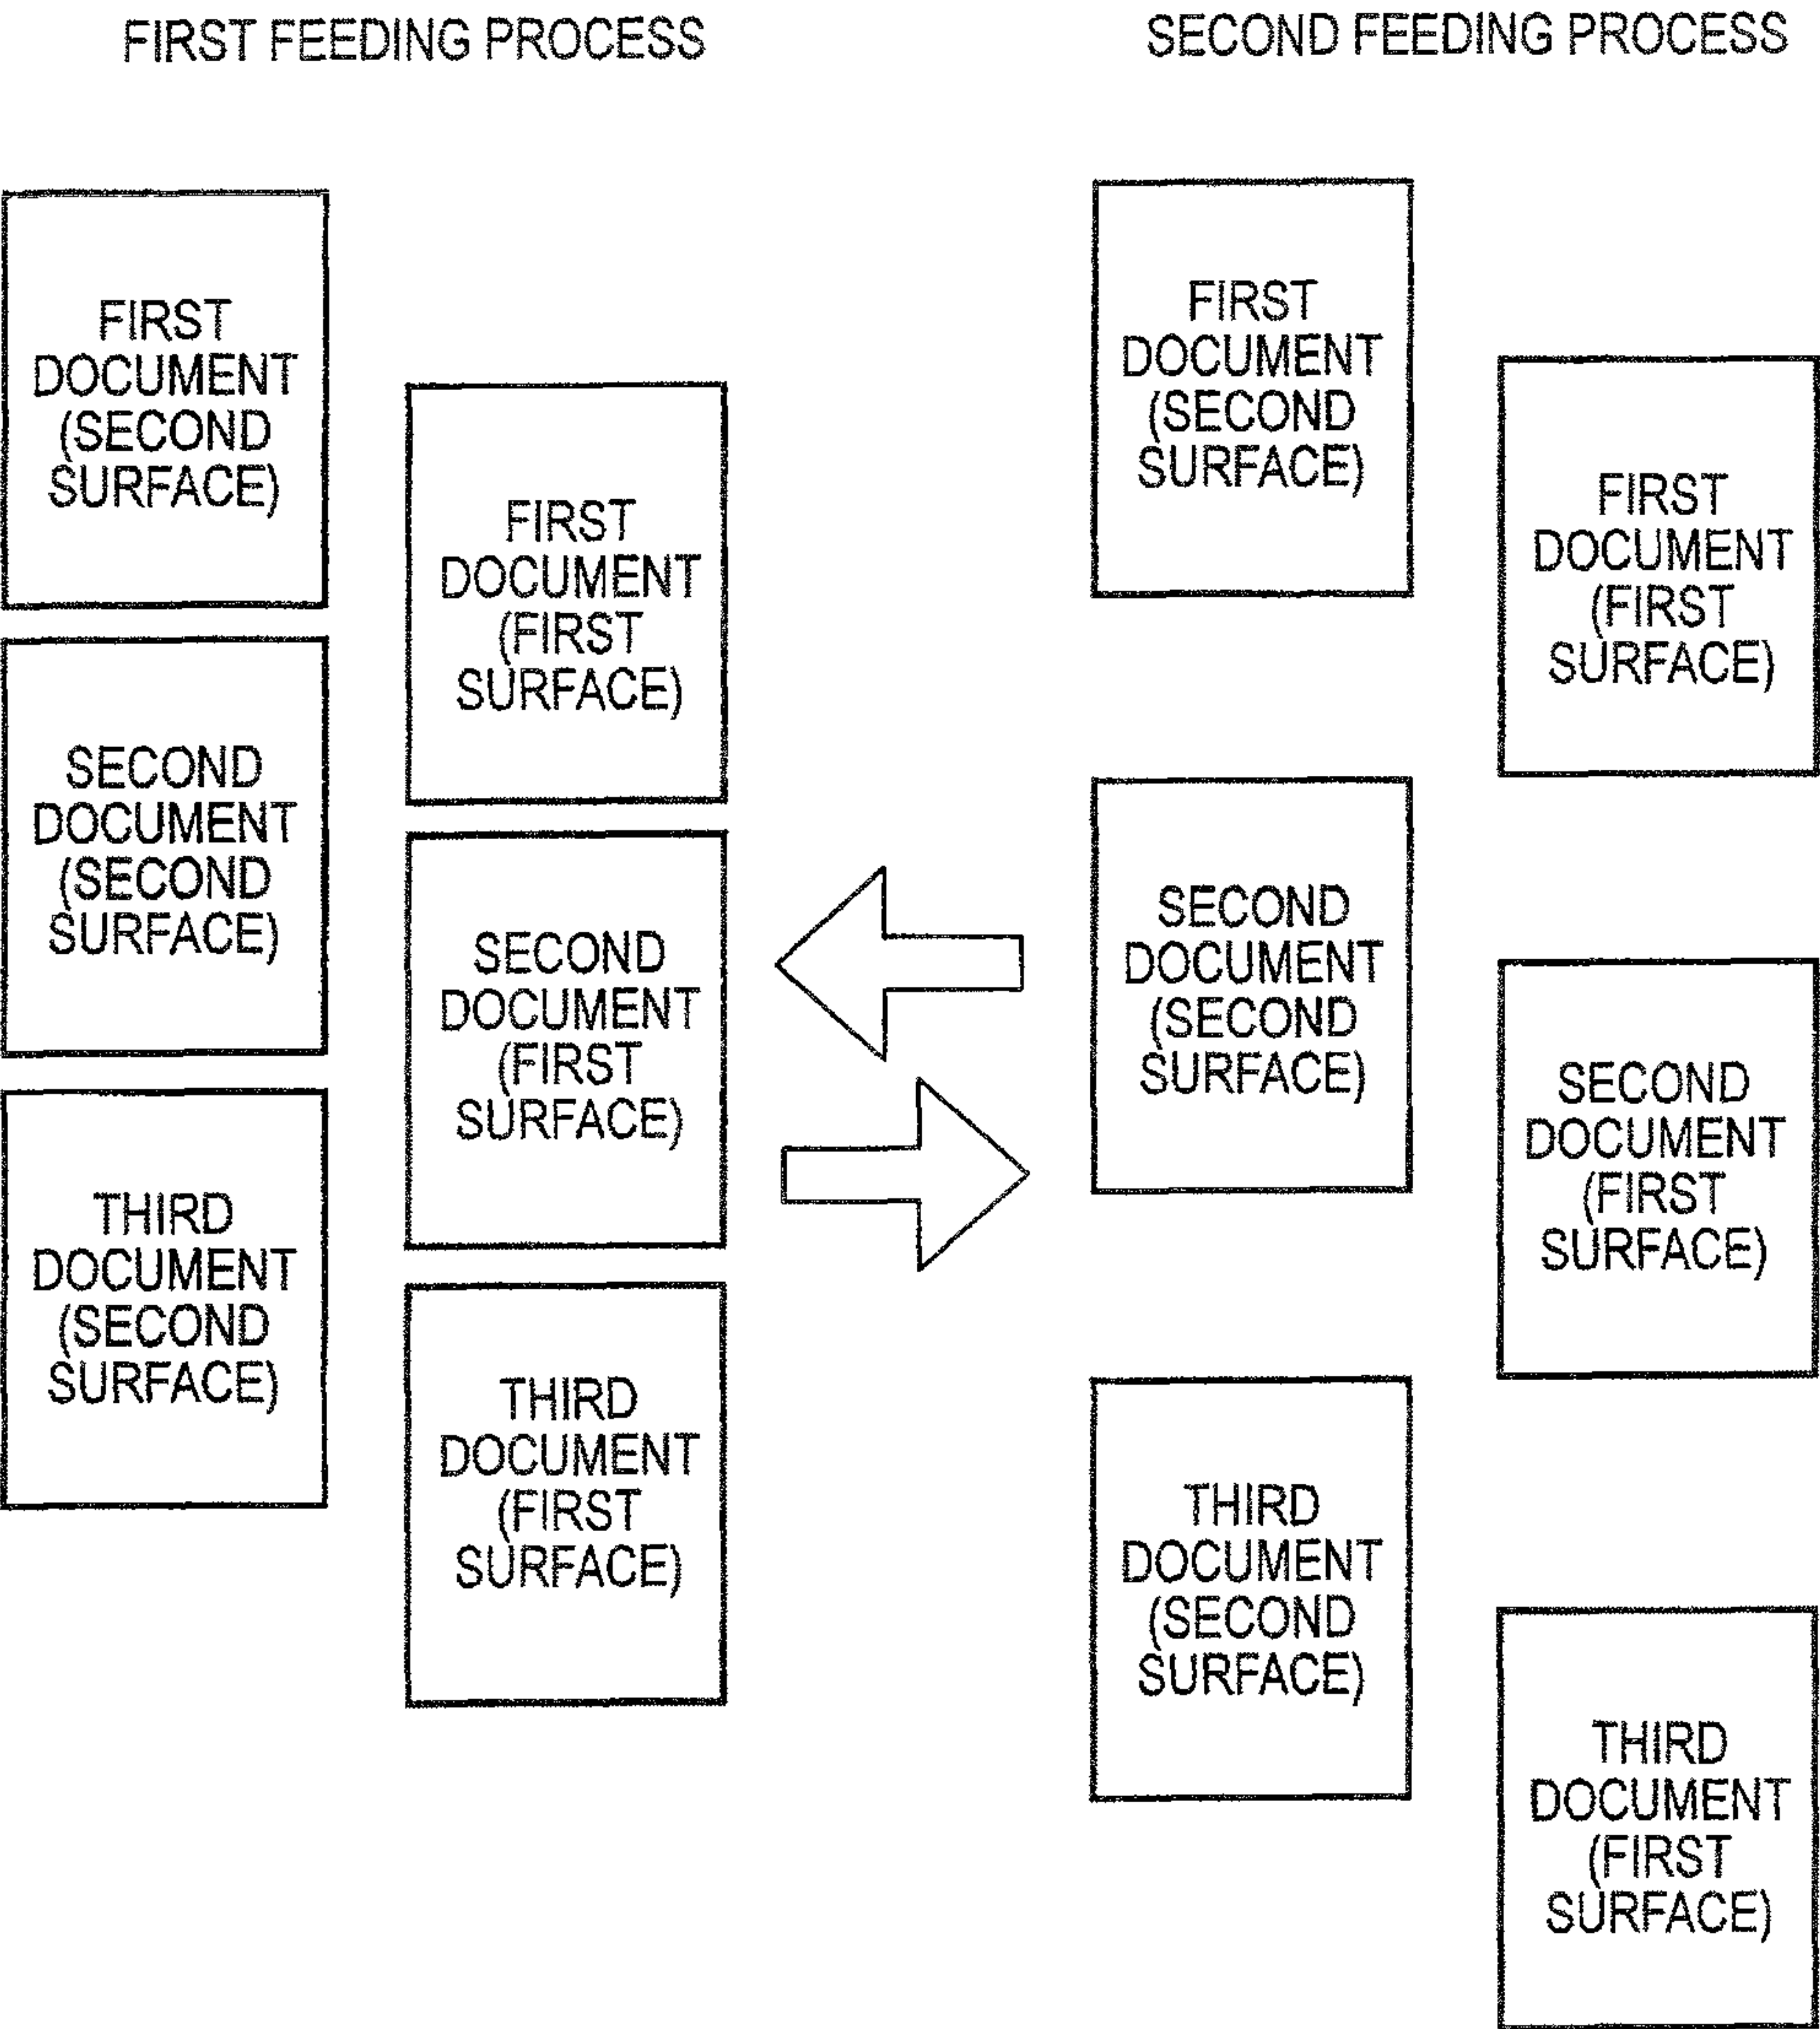 FIRST FEEDING PROCESS
FIRST
DOCUMENT
(SECOND
SURFACE)
SECOND
DOCUMENT
(SECOND
SURFACE)
THIRD
DOCUMENT
(SECOND
SURFACE)
FIRST
DOCUMENT
(FIRST
SURFACE)
SECOND
DOCUMENT
(FIRST
SURFACE)
THIRD
DOCUMENT
(FIRST
SURFACE)
SECOND FEEDING PROCESS
FIRST
DOCUMENT
(SECOND
SURFACE)
SECOND
DOCUMENT
(SECOND
SURFACE)
THIRD
DOCUMENT
(SECOND
SURFACE)
FIRST
DOCUMENT
(FIRST
SURFACE)
SECOND
DOCUMENT
(FIRST
SURFACE)
THIRD
DOCUMENT
(FIRST
SURFACE)